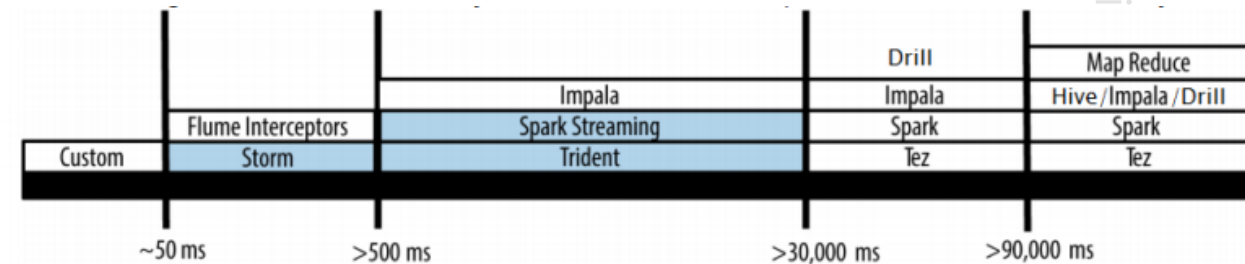 Drill
Map Reduce
Impala
Impala
Hive/Impala/Drill
Flume Interceptors
Spark Streaming
Spark
Spark
Custom
Storm
Trident
Tez
Tez
~50 ms
>500 ms
>30,000 ms
>90,000 ms